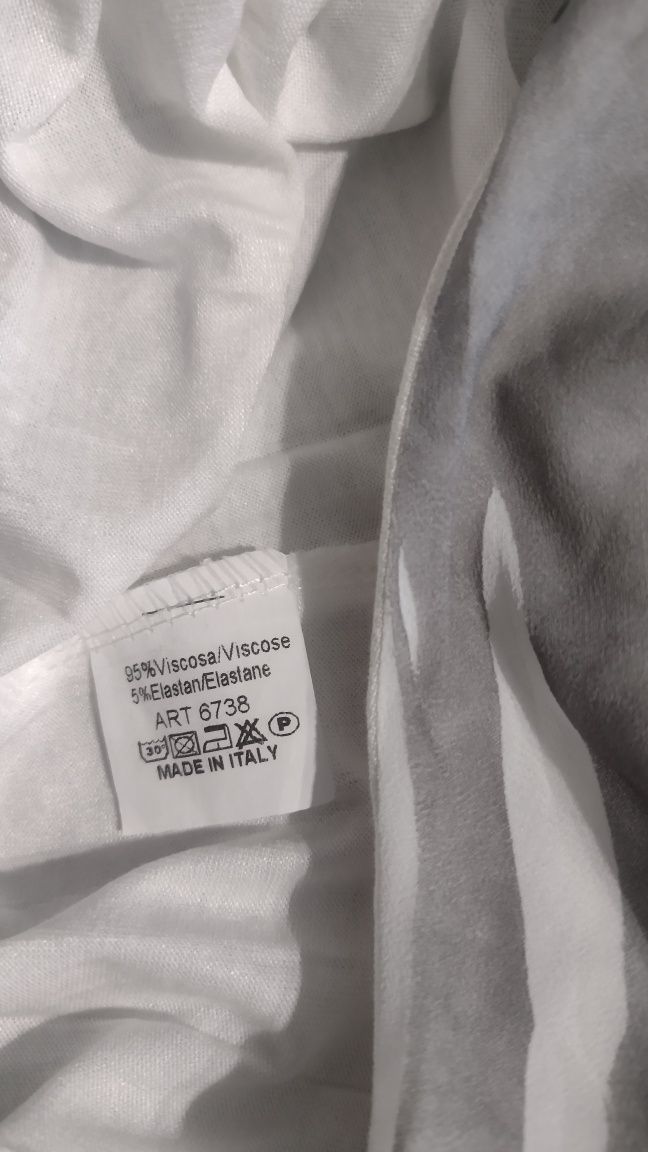 95%Viscosa/Viscose
5%Elastan/Elastane
ART 6738
30° P
MADE IN ITALY